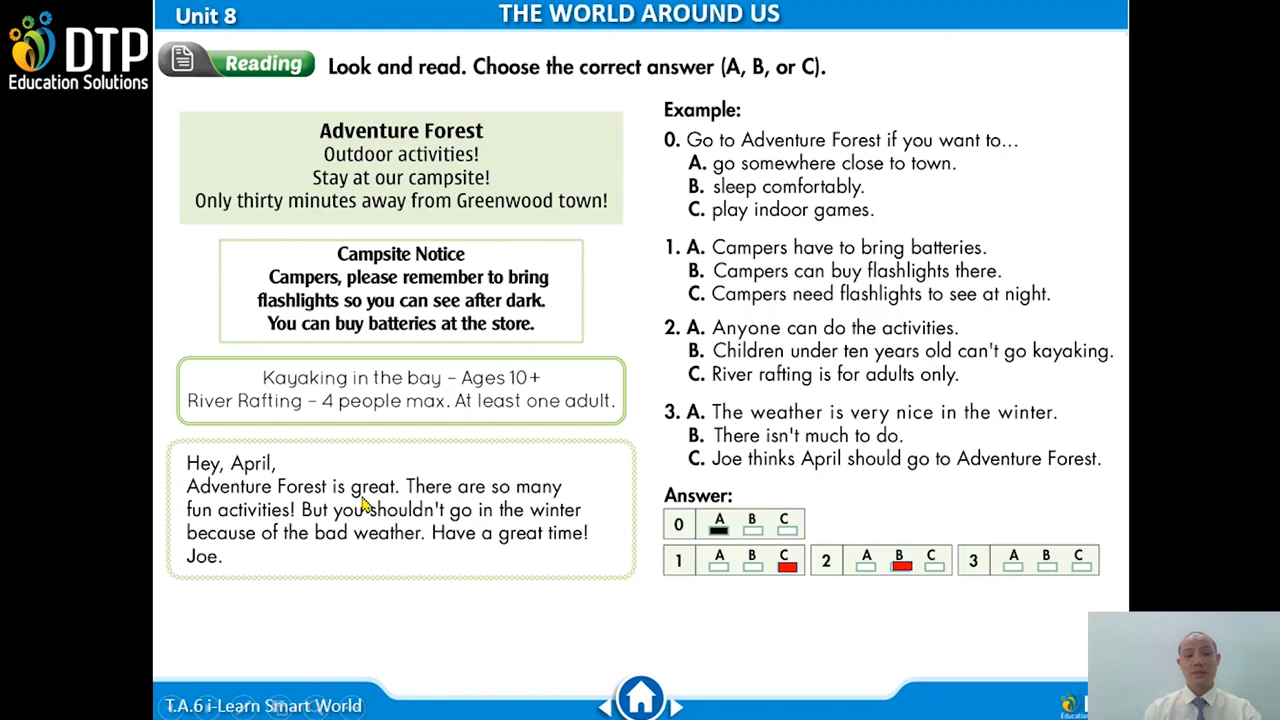 Unit 8
THE WORLD AROUND US
DTP
Education Solutions
Reading
Look and read. Choose the correct answer (A, B, or C).
Adventure Forest
Outdoor activities!
Stay at our campsite!
Only thirty minutes away from Greenwood town!
Campsite Notice
Campers, please remember to bring
flashlights so you can see after dark.
You can buy batteries at the store.
Kayaking in the bay – Ages 10+
River Rafting – 4 people max. At least one adult.
Hey, April,
Adventure Forest is great. There are so many
fun activities! But you shouldn't go in the winter
because of the bad weather. Have a great time!
Joe.
Example:
0. Go to Adventure Forest if you want to...
A. go somewhere close to town.
B. sleep comfortably.
C. play indoor games.
1. A. Campers have to bring batteries.
B. Campers can buy flashlights there.
C. Campers need flashlights to see at night.
2. A. Anyone can do the activities.
B. Children under ten years old can't go kayaking.
C. River rafting is for adults only.
3. A. The weather is very nice in the winter.
B. There isn't much to do.
C. Joe thinks April should go to Adventure Forest.
Answer:
0 A B C
1 A B C 2 A B C 3 A B C
T.A.6 i-Learn Smart World